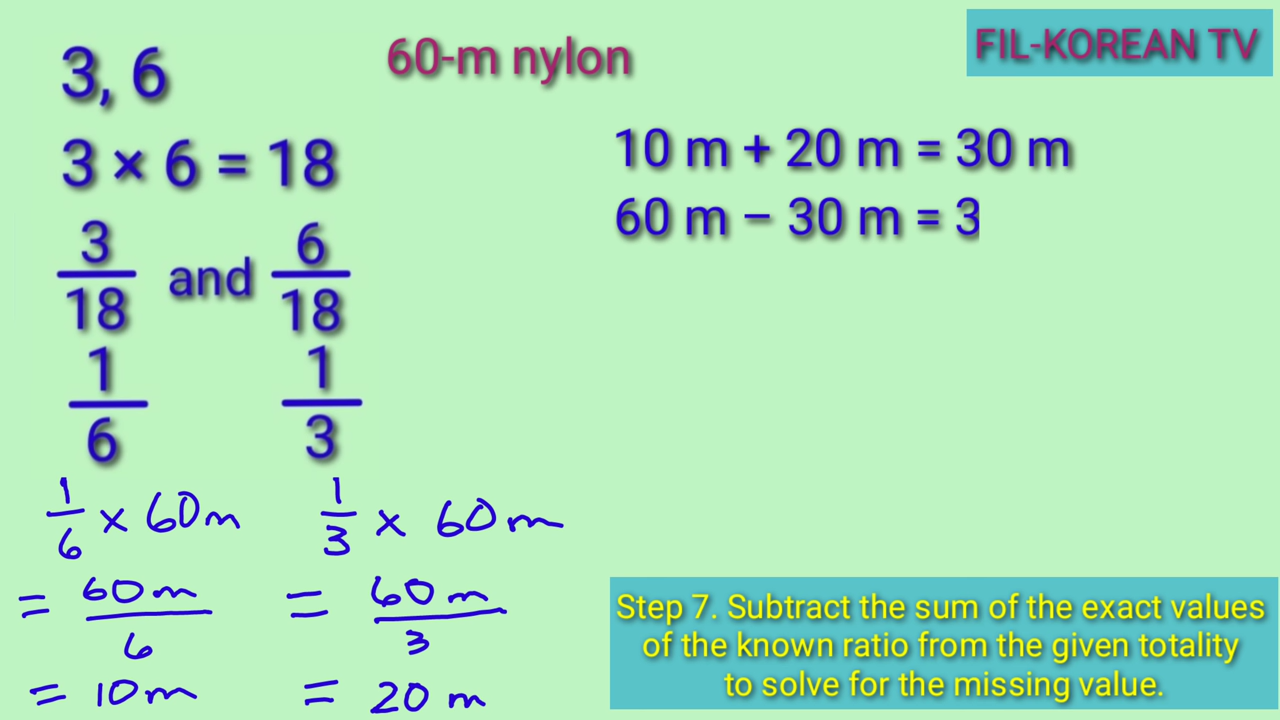 3, 6
60-m nylon
FIL-KOREAN TV
3 × 6 = 18
3/18 and 6/18
1/6 1/3
1/6 × 60m
= 60m/6
= 10m
1/3 × 60m
= 60m/3
= 20 m
10 m + 20 m = 30 m
60 m – 30 m = 3
Step 7. Subtract the sum of the exact values
of the known ratio from the given totality
to solve for the missing value.